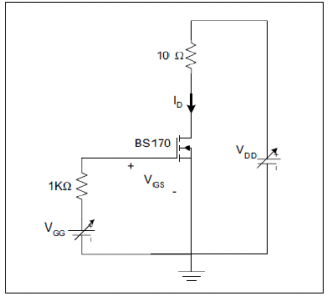 10 Ω
I_D
BS170
V_DD
+
1KΩ
V_GS
-
V_GG